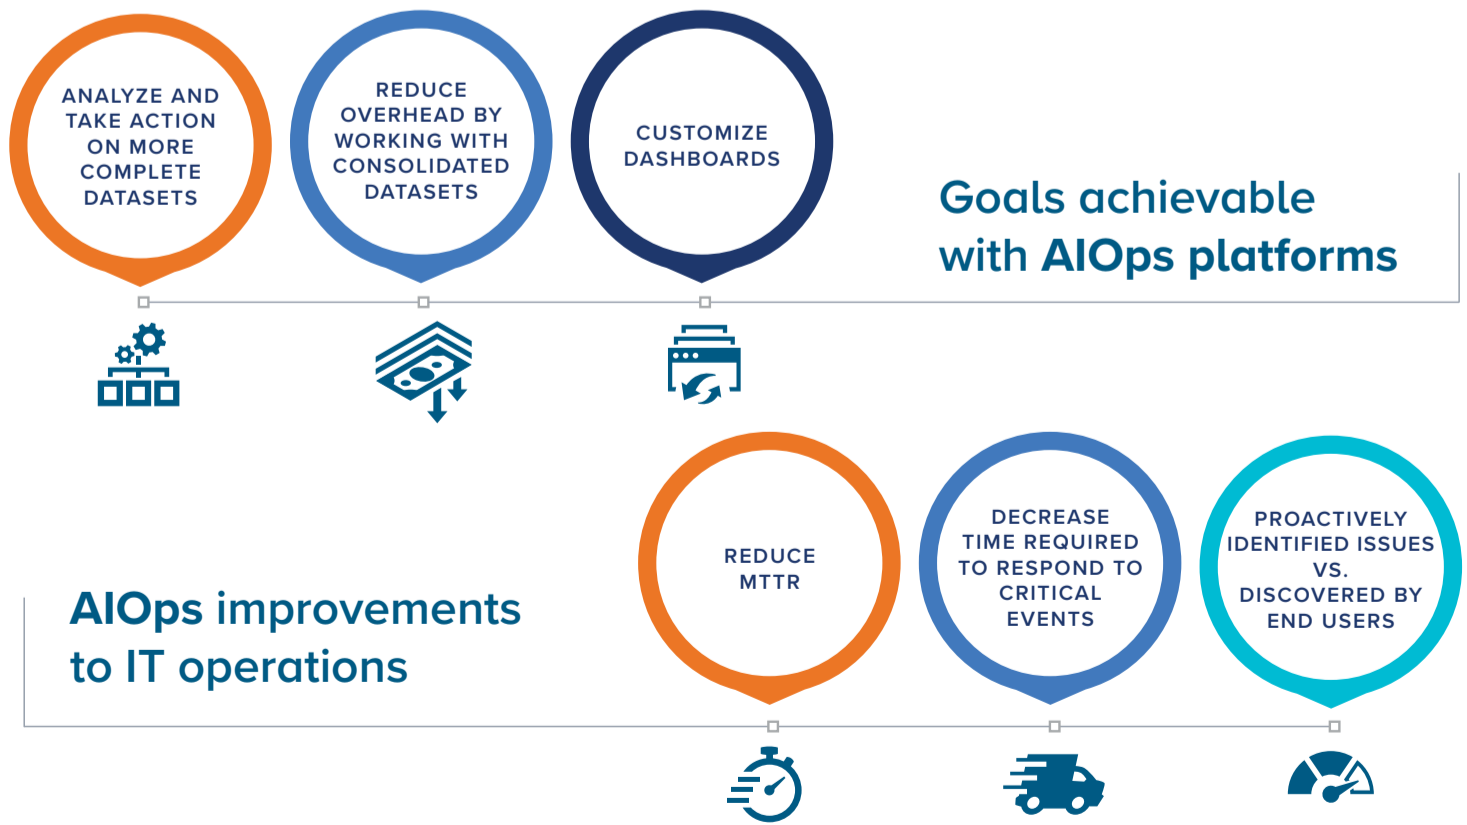 ANALYZE AND
TAKE ACTION
ON MORE
COMPLETE
DATASETS
REDUCE
OVERHEAD BY
WORKING WITH
CONSOLIDATED
DATASETS
CUSTOMIZE
DASHBOARDS
Goals achievable
with AIOps platforms
AIOps improvements
to IT operations
REDUCE
MTTR
DECREASE
TIME REQUIRED
TO RESPOND TO
CRITICAL
EVENTS
PROACTIVELY
IDENTIFIED ISSUES
VS.
DISCOVERED BY
END USERS